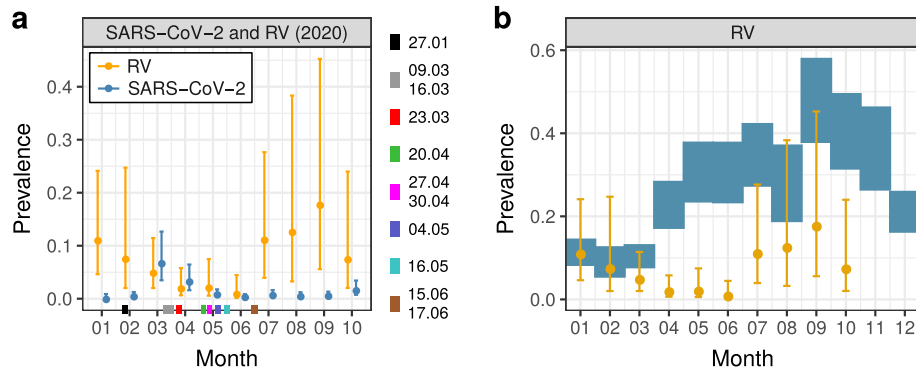 a
SARS−CoV−2 and RV (2020)
RV
SARS−CoV−2
Prevalence
0.4
0.3
0.2
0.1
0.0
01 02 03 04 05 06 07 08 09 10
Month
27.01
09.03
16.03
23.03
20.04
27.04
30.04
04.05
16.05
15.06
17.06
b
RV
Prevalence
0.6
0.4
0.2
0.0
01 02 03 04 05 06 07 08 09 10 11 12
Month